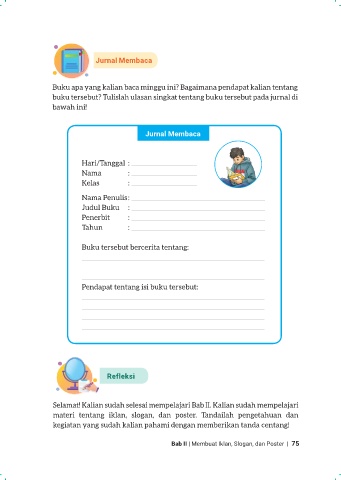 Jurnal Membaca
Buku apa yang kalian baca minggu ini? Bagaimana pendapat kalian tentang
buku tersebut? Tulislah ulasan singkat tentang buku tersebut pada jurnal di
bawah ini!
Jurnal Membaca
Hari/Tanggal :
Nama :
Kelas :
Nama Penulis:
Judul Buku :
Penerbit :
Tahun :
Buku tersebut bercerita tentang:
Pendapat tentang isi buku tersebut:
Refleksi
Selamat! Kalian sudah selesai mempelajari Bab II. Kalian sudah mempelajari
materi tentang iklan, slogan, dan poster. Tandailah pengetahuan dan
kegiatan yang sudah kalian pahami dengan memberikan tanda centang!
Bab II | Membuat Iklan, Slogan, dan Poster | 75